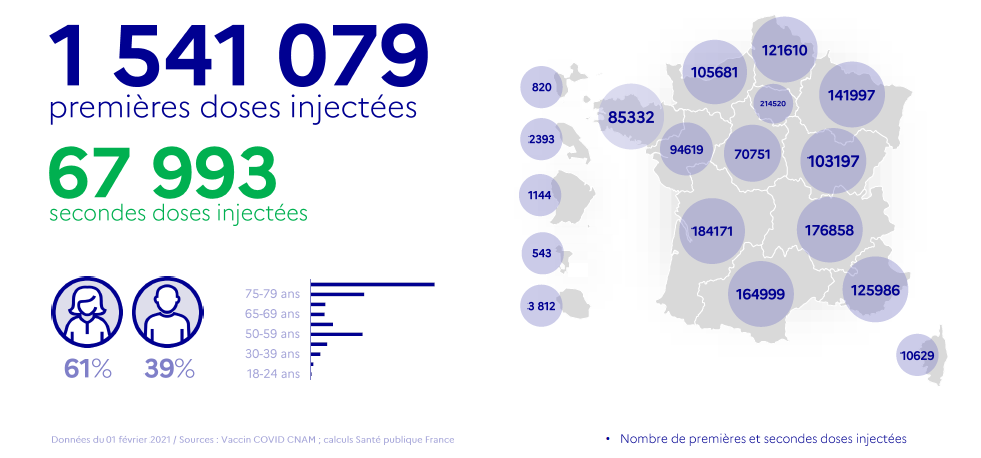 1 541 079
premières doses injectées
67 993
secondes doses injectées
61%
39%
75-79 ans
65-69 ans
50-59 ans
30-39 ans
18-24 ans
820
2393
1144
543
3 812
121610
105681
141997
214520
85332
94619
70751
103197
184171
176858
164999
125986
10629
Données du 01 février 2021 / Sources : Vaccin COVID CNAM ; calculs Santé publique France
• Nombre de premières et secondes doses injectées